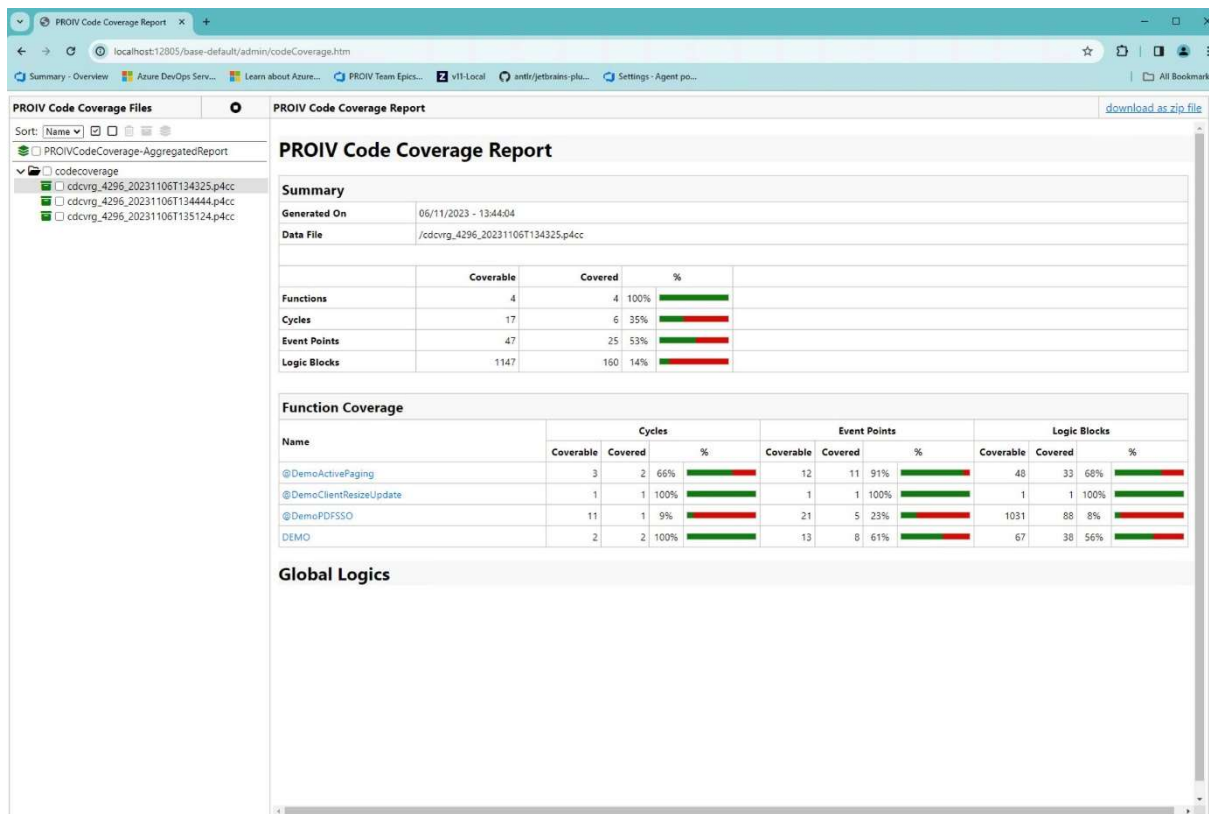 PROIV Code Coverage Report
localhost:12805/base-default/admin/codeCoverage.htm
Summary - Overview Azure DevOps Serv... Learn about Azure... PROIV Team Epics... v11-Local antlr/jetbrains-plu... Settings - Agent po... All Bookmark
PROIV Code Coverage Files PROIV Code Coverage Report download as zip file
Sort: Name
PROIVCodeCoverage-AggregatedReport
codecoverage
cdcvrg_4296_20231106T134325.p4cc
cdcvrg_4296_20231106T134444.p4cc
cdcvrg_4296_20231106T135124.p4cc
PROIV Code Coverage Report
Summary
Generated On 06/11/2023 - 13:44:04
Data File /cdcvrg_4296_20231106T134325.p4cc
Coverable Covered %
Functions 4 4 100%
Cycles 17 6 35%
Event Points 47 25 53%
Logic Blocks 1147 160 14%
Function Coverage
Name Cycles Event Points Logic Blocks
Coverable Covered % Coverable Covered % Coverable Covered %
@DemoActivePaging 3 2 66% 12 11 91% 48 33 68%
@DemoClientResizeUpdate 1 1 100% 1 1 100% 1 1 100%
@DemoPDFSSO 11 1 9% 21 5 23% 1031 88 8%
DEMO 2 2 100% 13 8 61% 67 38 56%
Global Logics